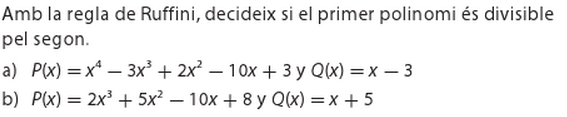 Amb la regla de Ruffini, decideix si el primer polinomi és divisible
pel segon.
a) P(x) = x⁴ – 3x³ + 2x² – 10x + 3 y Q(x) = x – 3
b) P(x) = 2x³ + 5x² – 10x + 8 y Q(x) = x + 5